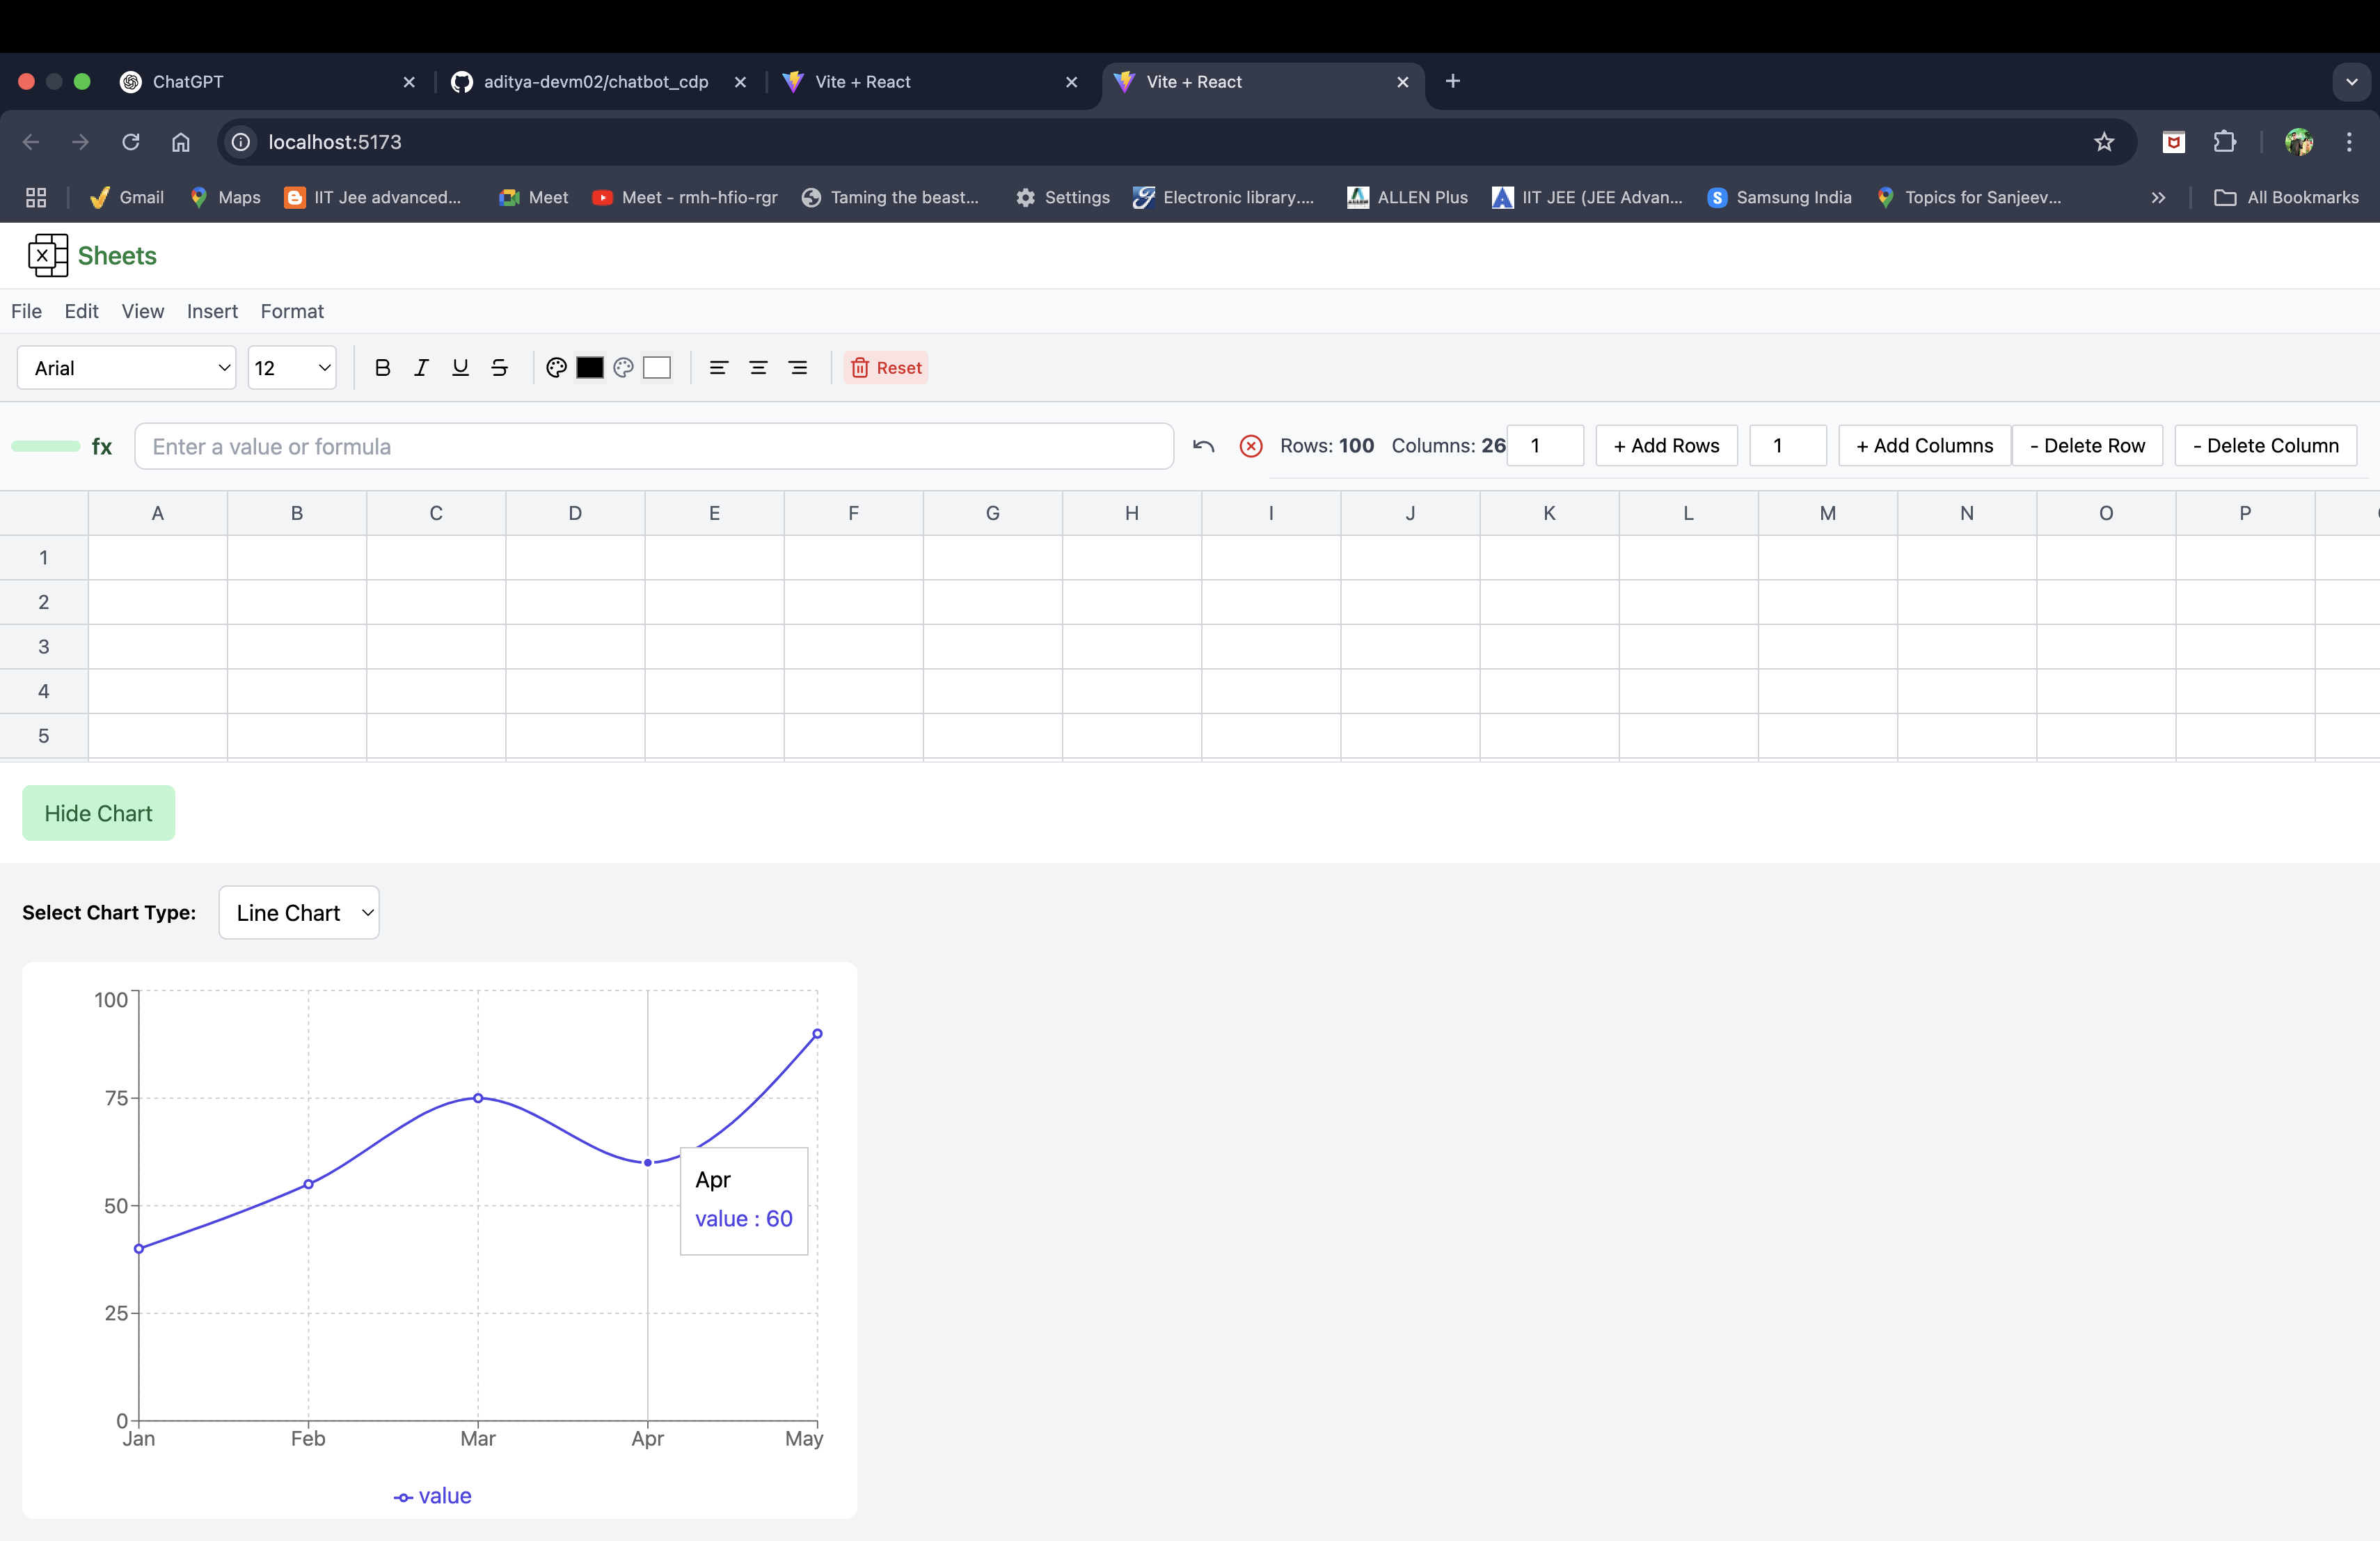 ChatGPT
aditya-devm02/chatbot_cdp
Vite + React
Vite + React
localhost:5173
Gmail
Maps
IIT Jee advanced...
Meet
Meet - rmh-hfio-rgr
Taming the beast...
Settings
Electronic library....
ALLEN Plus
IIT JEE (JEE Advan...
Samsung India
Topics for Sanjeev...
All Bookmarks
Sheets
File Edit View Insert Format
Arial 12 B I U S Reset
fx Enter a value or formula Rows: 100 Columns: 26 1 + Add Rows 1 + Add Columns - Delete Row - Delete Column
A B C D E F G H I J K L M N O P
1
2
3
4
5
Hide Chart
Select Chart Type: Line Chart
100
75
50
25
0
Apr
value : 60
Jan Feb Mar Apr May
value